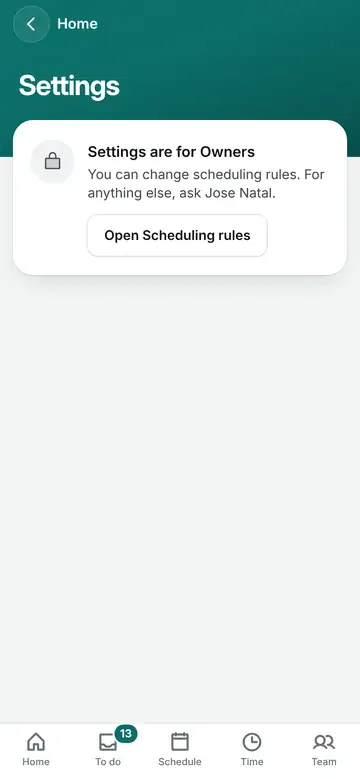 Home
Settings
Settings are for Owners
You can change scheduling rules. For
anything else, ask Jose Natal.
Open Scheduling rules
13
Home
To do
Schedule
Time
Team